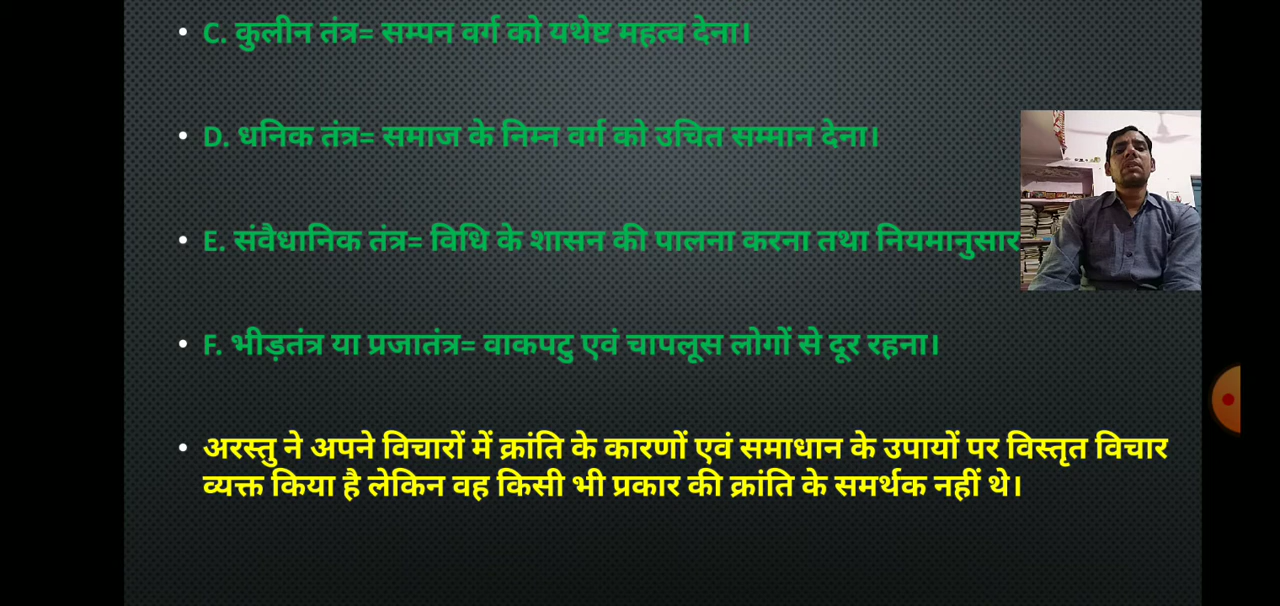 C. कुलीन तंत्र= सम्पन वर्ग को यथेष्ट महत्व देना।
D. धनिक तंत्र= समाज के निम्न वर्ग को उचित सम्मान देना।
E. संवैधानिक तंत्र= विधि के शासन की पालना करना तथा नियमानुसार
F. भीड़तंत्र या प्रजातंत्र= वाकपटु एवं चापलूस लोगों से दूर रहना।
अरस्तु ने अपने विचारों में क्रांति के कारणों एवं समाधान के उपायों पर विस्तृत विचार
व्यक्त किया है लेकिन वह किसी भी प्रकार की क्रांति के समर्थक नहीं थे।